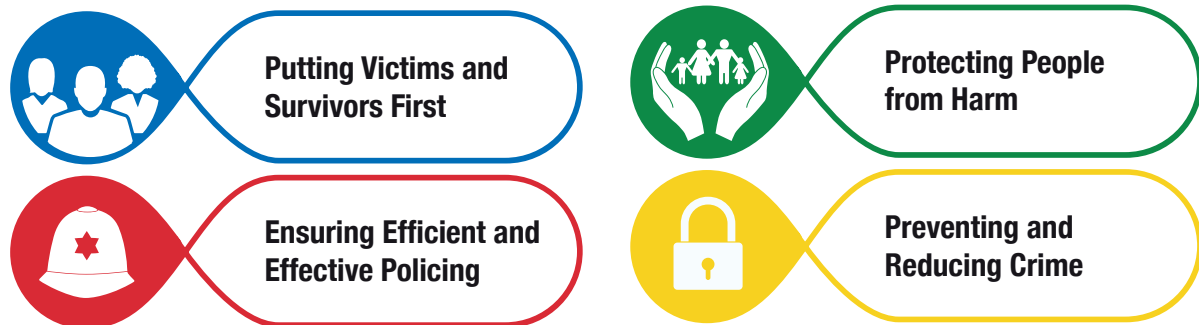 Putting Victims and
Survivors First
Protecting People
from Harm
Ensuring Efficient and
Effective Policing
Preventing and
Reducing Crime